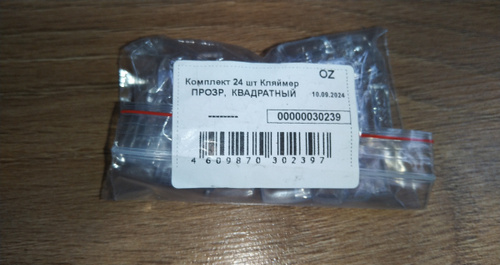 OZ
Комплект 24 шт Кляймер
ПРОЗР, КВАДРАТНЫЙ 10.09.2024
-------- 00000030239
4 609870 302397